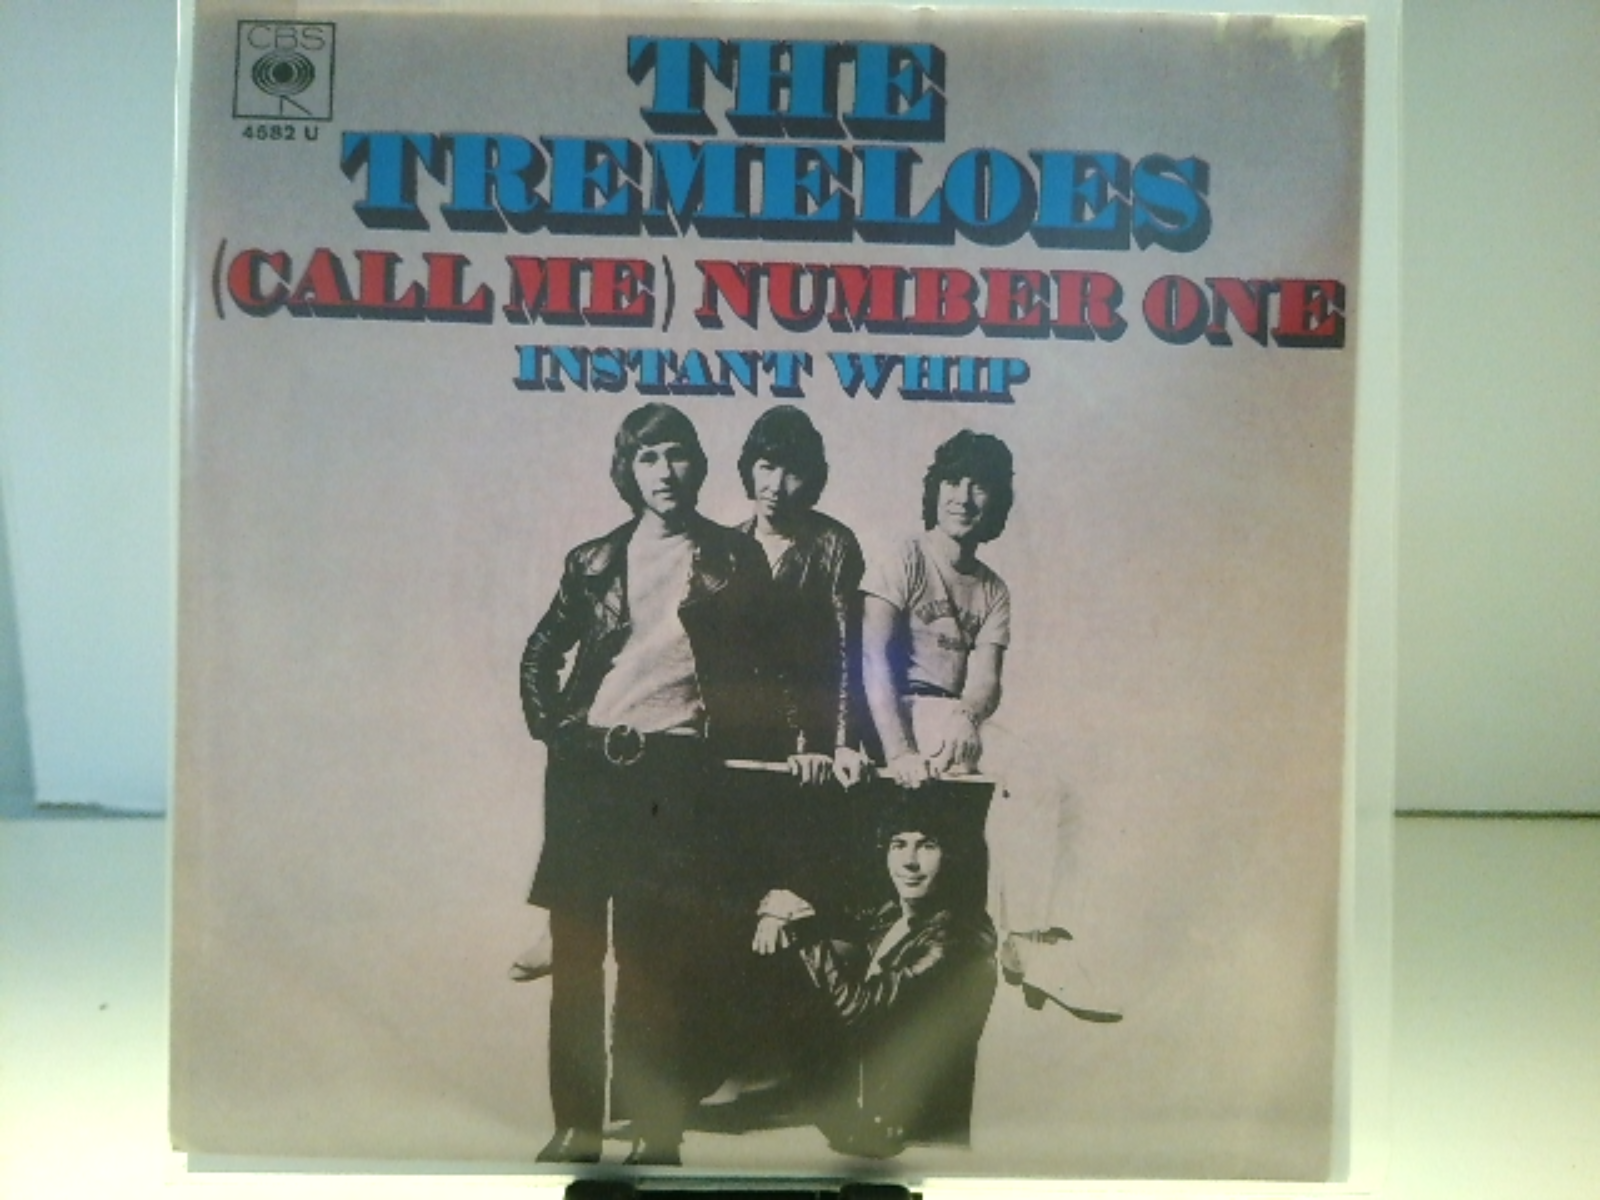 CBS
4582 U
THE
TREMELOES
(CALL ME) NUMBER ONE
INSTANT WHIP